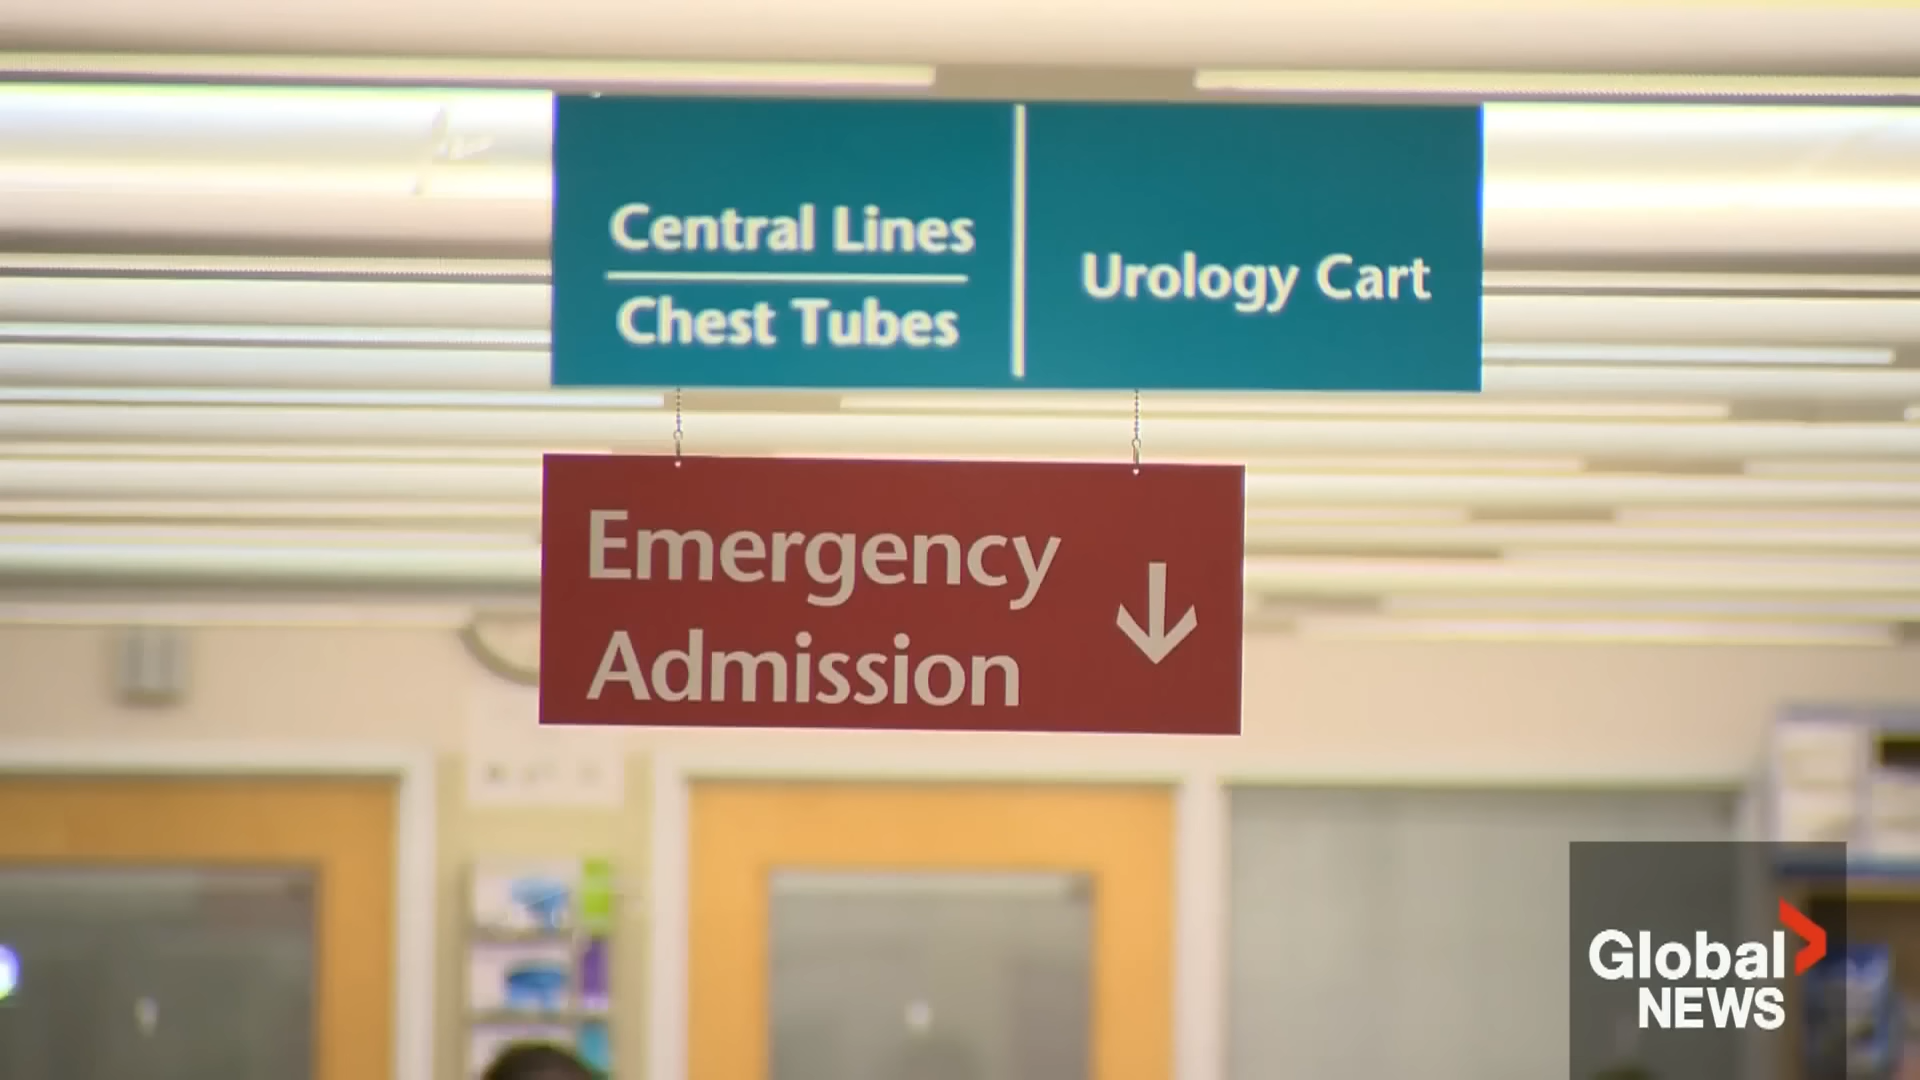 Central Lines
Chest Tubes
Urology Cart
Emergency
Admission
Global
NEWS